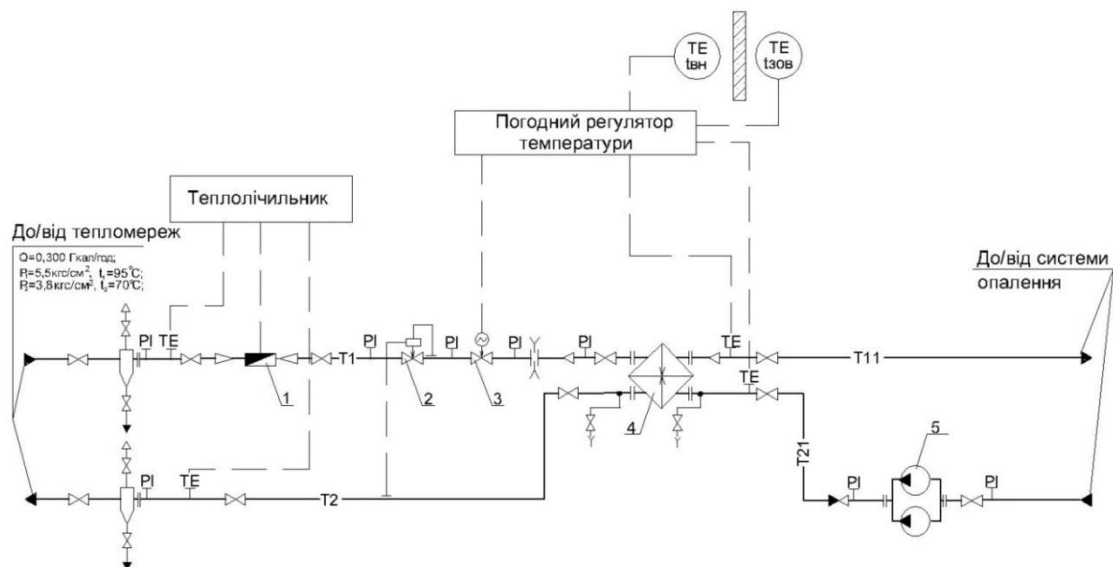 TE
tвн
TE
tзов
Погодний регулятор
температури
Теплолічильник
До/від тепломереж
Q=0,300 Гкал/год;
P₁=5,5кгс/см², t₁=95°C;
P₂=3,8кгс/см², t₂=70°C;
До/від системи
опалення
PI
TE
1
T1
PI
2
PI
3
PI
PI
4
TE
T11
TE
T21
5
PI
PI
PI
TE
T2